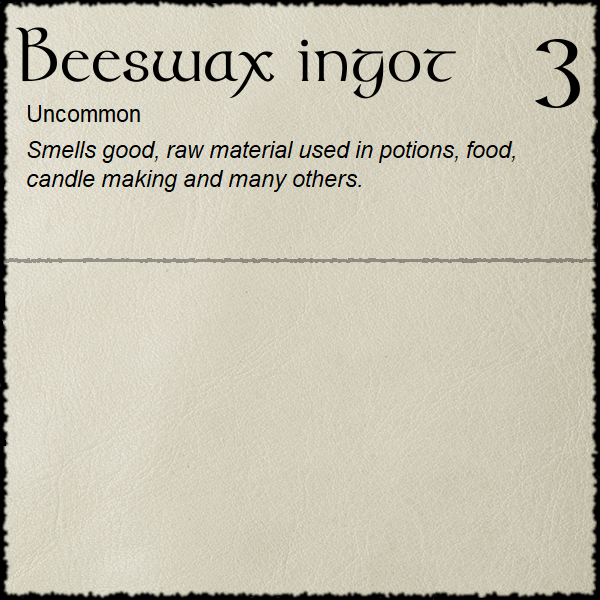 Beeswax ingot 3
Uncommon
Smells good, raw material used in potions, food,
candle making and many others.